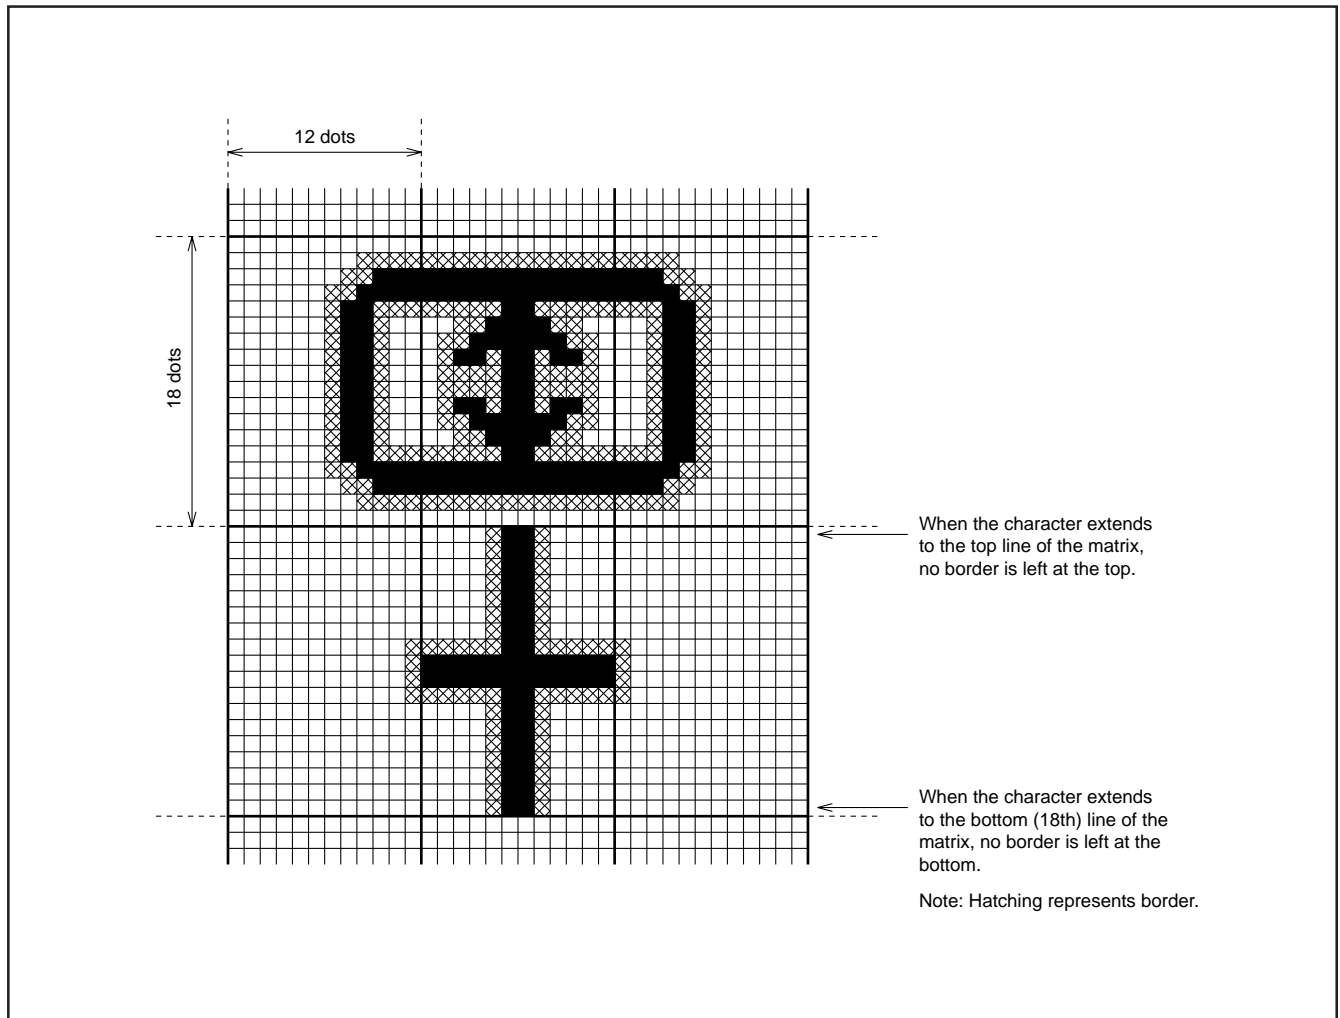 12 dots
18 dots
When the character extends
to the top line of the matrix,
no border is left at the top.
When the character extends
to the bottom (18th) line of the
matrix, no border is left at the
bottom.
Note: Hatching represents border.